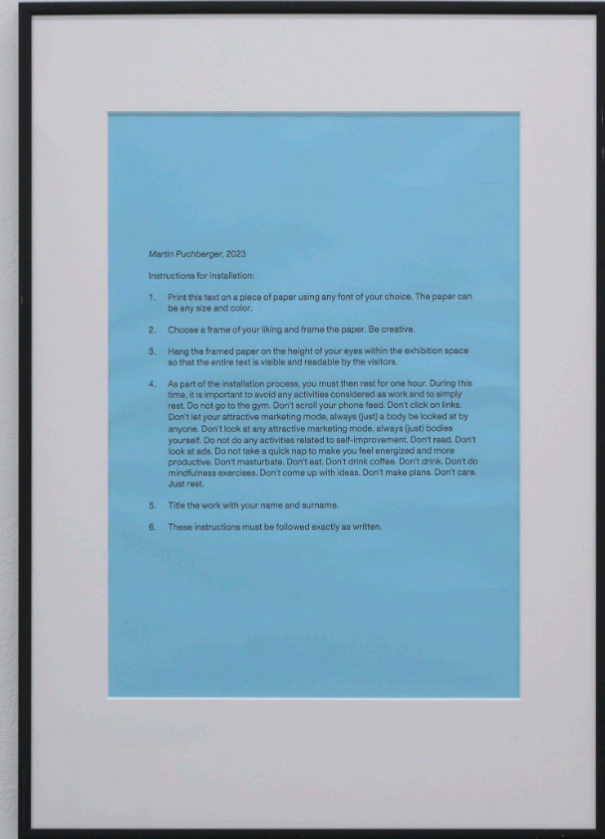 Martin Puchberger, 2023
Instructions for installation:
1. Print this text on a piece of paper using any font of your choice. The paper can
be any size and color.
2. Choose a frame of your liking and frame the paper. Be creative.
3. Hang the framed paper on the height of your eyes within the exhibition space
so that the entire text is visible and readable by the visitors.
4. As part of the installation process, you must then rest for one hour. During this
time, it is important to avoid any activities considered as work and to simply
rest. Do not go to the gym. Don't scroll your phone feed. Don't click on links.
Don't let your attractive marketing mode, always (just) a body be looked at by
anyone. Don't look at any attractive marketing mode, always (just) bodies
yourself. Do not do any activities related to self-improvement. Don't read. Don't
look at ads. Do not take a quick nap to make you feel energized and more
productive. Don't masturbate. Don't eat. Don't drink coffee. Don't drink. Don't do
mindfulness exercises. Don't come up with ideas. Don't make plans. Don't care.
Just rest.
5. Title the work with your name and surname.
6. These instructions must be followed exactly as written.